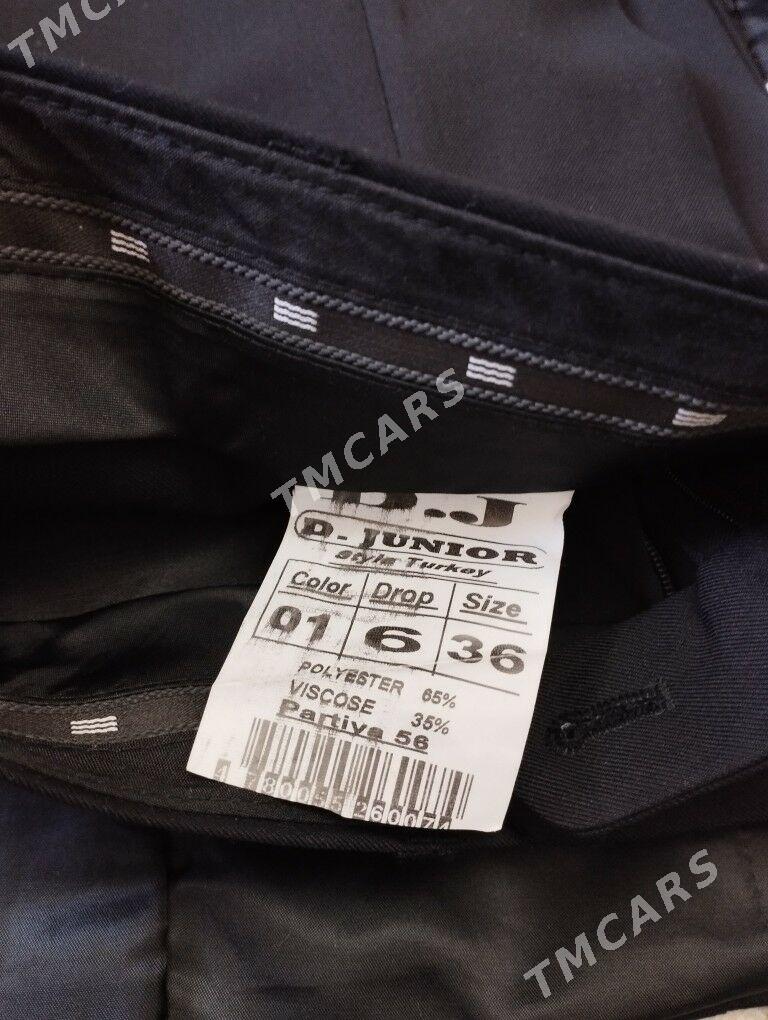 TMCARS
TMCARS
D.J
D- JUNIOR
style Turkey
Color Drop Size
01 6 36
POLYESTER 65%
VISCOSE 35%
Partiya 56
TMCARS